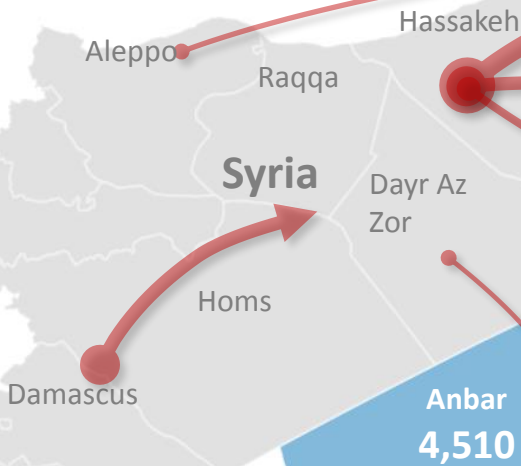 Hassakeh
Aleppo
Raqqa
Syria
Dayr Az
Zor
Homs
Damascus
Anbar
4,510